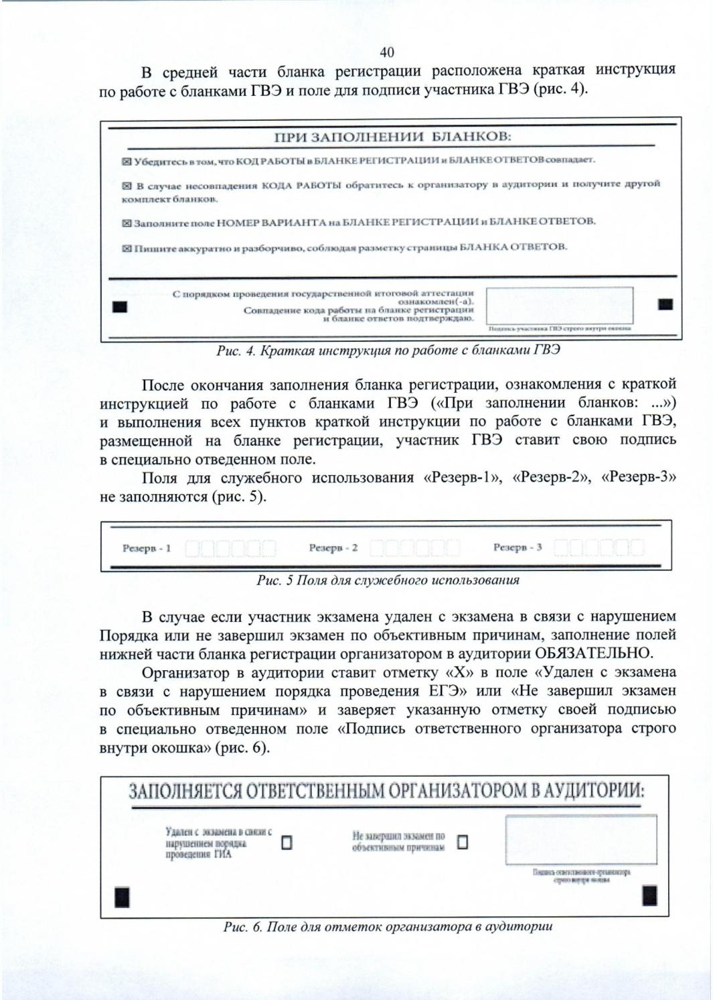 40
В средней части бланка регистрации расположена краткая инструкция
по работе с бланками ГВЭ и поле для подписи участника ГВЭ (рис. 4).
ПРИ ЗАПОЛНЕНИИ БЛАНКОВ:
☒ Убедитесь в том, что КОД РАБОТЫ в БЛАНКЕ РЕГИСТРАЦИИ и БЛАНКЕ ОТВЕТОВ совпадает.
☒ В случае несовпадения КОДА РАБОТЫ обратитесь к организатору в аудитории и получите другой
комплект бланков.
☒ Заполните поле НОМЕР ВАРИАНТА на БЛАНКЕ РЕГИСТРАЦИИ и БЛАНКЕ ОТВЕТОВ.
☒ Пишите аккуратно и разборчиво, соблюдая разметку страницы БЛАНКА ОТВЕТОВ.
С порядком проведения государственной итоговой аттестации
ознакомлен(-а).
Совпадение кода работы на бланке регистрации
и бланке ответов подтверждаю.
Подпись участника ГВЭ строго внутри окошка
Рис. 4. Краткая инструкция по работе с бланками ГВЭ
После окончания заполнения бланка регистрации, ознакомления с краткой
инструкцией по работе с бланками ГВЭ («При заполнении бланков: ...»)
и выполнения всех пунктов краткой инструкции по работе с бланками ГВЭ,
размещенной на бланке регистрации, участник ГВЭ ставит свою подпись
в специально отведенном поле.
Поля для служебного использования «Резерв-1», «Резерв-2», «Резерв-3»
не заполняются (рис. 5).
Резерв - 1 Резерв - 2 Резерв - 3
Рис. 5 Поля для служебного использования
В случае если участник экзамена удален с экзамена в связи с нарушением
Порядка или не завершил экзамен по объективным причинам, заполнение полей
нижней части бланка регистрации организатором в аудитории ОБЯЗАТЕЛЬНО.
Организатор в аудитории ставит отметку «Х» в поле «Удален с экзамена
в связи с нарушением порядка проведения ЕГЭ» или «Не завершил экзамен
по объективным причинам» и заверяет указанную отметку своей подписью
в специально отведенном поле «Подпись ответственного организатора строго
внутри окошка» (рис. 6).
ЗАПОЛНЯЕТСЯ ОТВЕТСТВЕННЫМ ОРГАНИЗАТОРОМ В АУДИТОРИИ:
Удален с экзамена в связи с
нарушением порядка
проведения ГИА
Не завершил экзамен по
объективным причинам
Подпись ответственного организатора
строго внутри окошка
Рис. 6. Поле для отметок организатора в аудитории